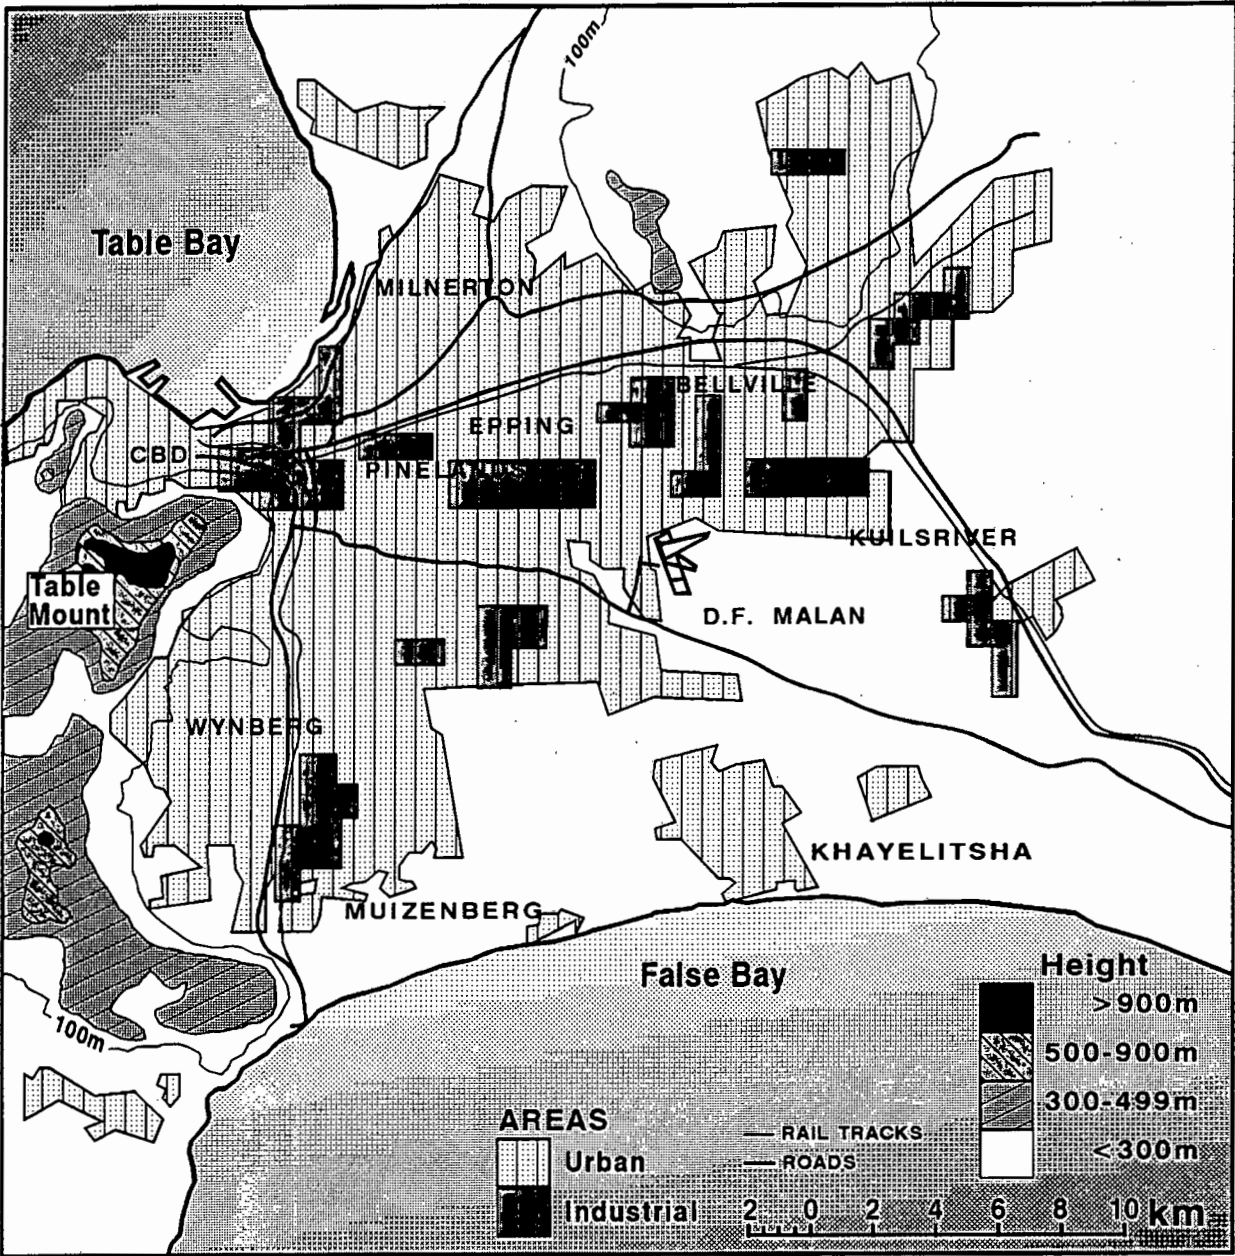 100m
Table Bay
MILNERTON
BELLVILLE
EPPING
CBD
PINELANDS
KUILSRIVER
Table
Mount
D.F. MALAN
WYNBERG
KHAYELITSHA
MUIZENBERG
False Bay
100m
Height
>900m
500-900m
300-499m
<300m
AREAS
Urban
Industrial
RAIL TRACKS
ROADS
2 0 2 4 6 8 10 km